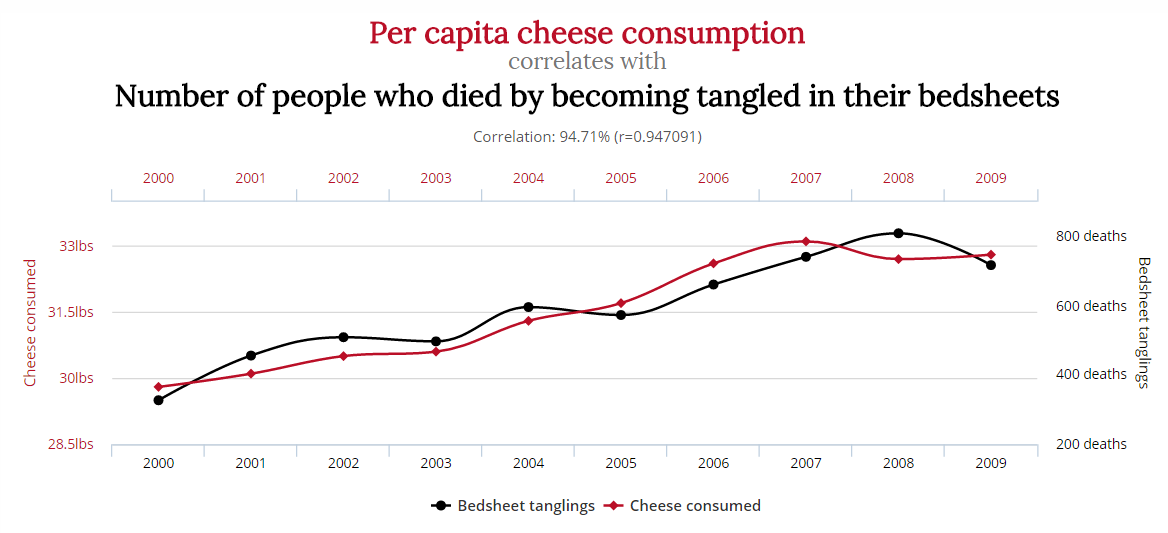 Per capita cheese consumption
correlates with
Number of people who died by becoming tangled in their bedsheets
Correlation: 94.71% (r=0.947091)
2000 2001 2002 2003 2004 2005 2006 2007 2008 2009
Cheese consumed
33lbs
31.5lbs
30lbs
28.5lbs
800 deaths
600 deaths
400 deaths
200 deaths
Bedsheet tanglings
2000 2001 2002 2003 2004 2005 2006 2007 2008 2009
Bedsheet tanglings Cheese consumed